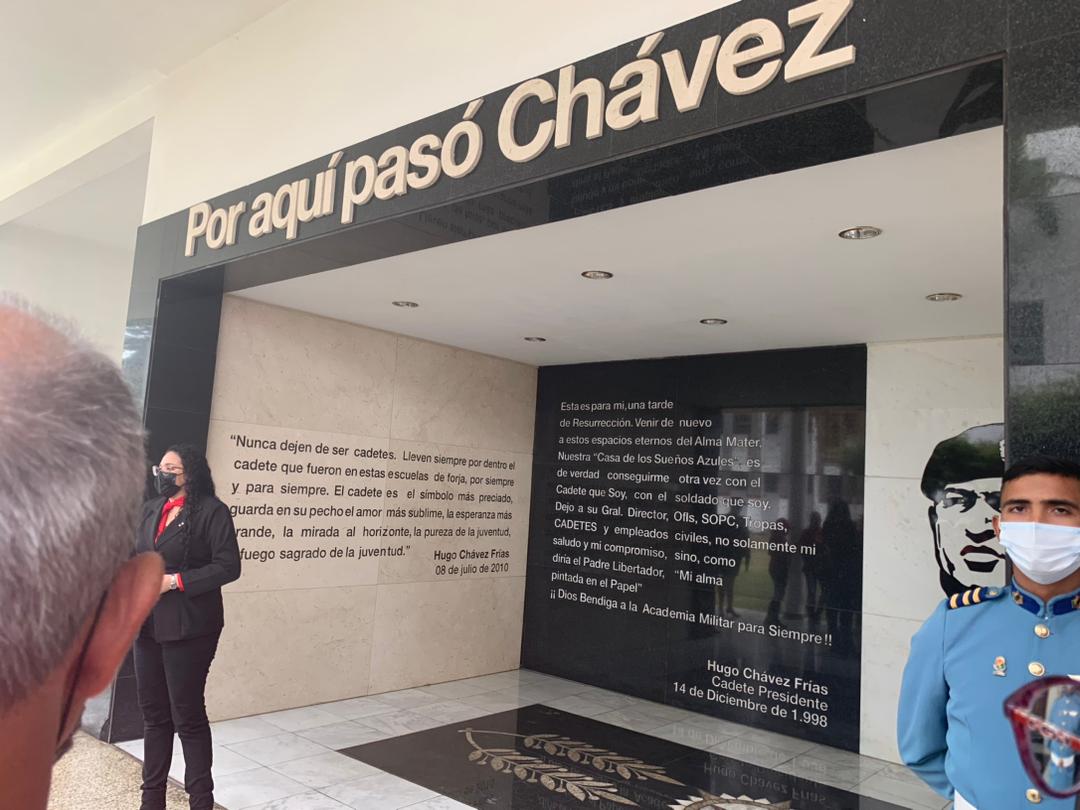 Por aquí pasó Chávez
“Nunca dejen de ser cadetes. Lleven siempre por dentro el
cadete que fueron en estas escuelas de forja, por siempre
y para siempre. El cadete es el símbolo más preciado,
guarda en su pecho el amor más sublime, la esperanza más
rande, la mirada al horizonte, la pureza de la juventud,
fuego sagrado de la juventud.”
Hugo Chávez Frías
08 de julio de 2010
Esta es para mi, una tarde
de Resurrección. Venir de nuevo
a estos espacios eternos del Alma Mater.
Nuestra “Casa de los Sueños Azules”, es
de verdad conseguirme otra vez con el
Cadete que Soy, con el soldado que soy.
Dejo a su Gral. Director, Ofls, SOPC, Tropas,
CADETES y empleados civiles, no solamente mi
saludo y mi compromiso, sino, como
diría el Padre Libertador, “Mi alma
pintada en el Papel”
¡¡ Dios Bendiga a la Academia Militar para Siempre !!
Hugo Chávez Frías
Cadete Presidente
14 de Diciembre de 1.998